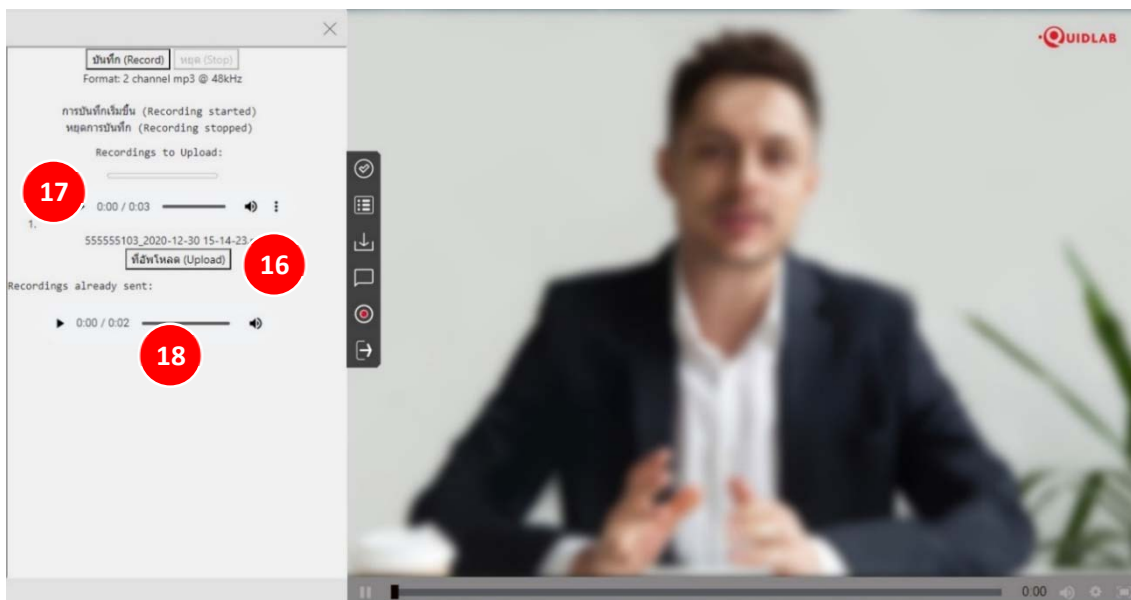 QUIDLAB
บันทึก (Record) หยุด (Stop)
Format: 2 channel mp3 @ 48kHz
การบันทึกเริ่มขึ้น (Recording started)
หยุดการบันทึก (Recording stopped)
Recordings to Upload:
17
0:00 / 0:03
1.
555555103_2020-12-30 15-14-23
ที่อัพโหลด (Upload)
16
Recordings already sent:
0:00 / 0:02
18
0:00